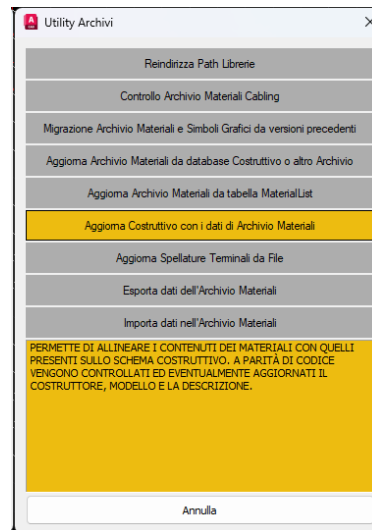 Utility Archivi
Reindirizza Path Librerie
Controllo Archivio Materiali Cabling
Migrazione Archivio Materiali e Simboli Grafici da versioni precedenti
Aggiorna Archivio Materiali da database Costruttivo o altro Archivio
Aggiorna Archivio Materiali da tabella MaterialList
Aggiorna Costruttivo con i dati di Archivio Materiali
Aggiorna Spellature Terminali da File
Esporta dati dell'Archivio Materiali
Importa dati nell'Archivio Materiali
PERMETTE DI ALLINEARE I CONTENUTI DEI MATERIALI CON QUELLI
PRESENTI SULLO SCHEMA COSTRUTTIVO. A PARITÀ DI CODICE
VENGONO CONTROLLATI ED EVENTUALMENTE AGGIORNATI IL
COSTRUTTORE, MODELLO E LA DESCRIZIONE.
Annulla